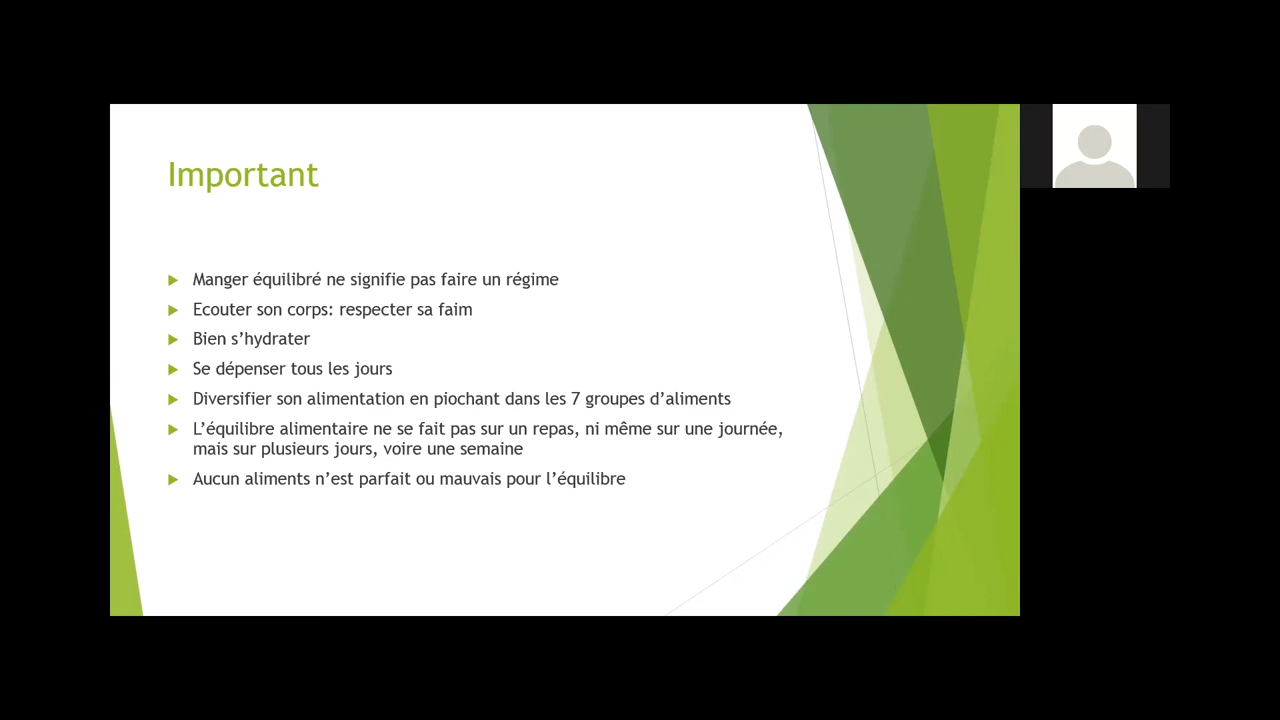 Important
Manger équilibré ne signifie pas faire un régime
Ecouter son corps: respecter sa faim
Bien s’hydrater
Se dépenser tous les jours
Diversifier son alimentation en piochant dans les 7 groupes d’aliments
L’équilibre alimentaire ne se fait pas sur un repas, ni même sur une journée,
mais sur plusieurs jours, voire une semaine
Aucun aliments n’est parfait ou mauvais pour l’équilibre